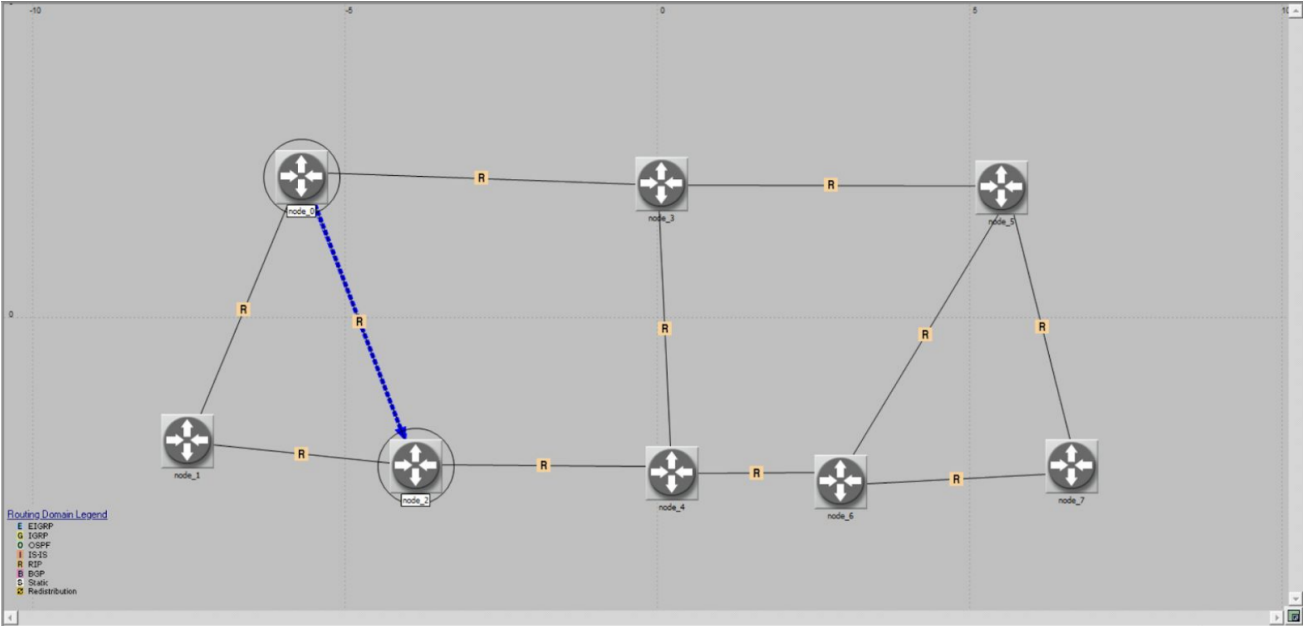 -10 -5 0 5 10
node_0
R
R
node_3
node_5
R
0
R
R
R
R
node_1
R
node_2
R
node_4
R
node_6
R
node_7
Routing Domain Legend
E EIGRP
G IGRP
O OSPF
I IS-IS
R RIP
B BGP
S Static
Redistribution